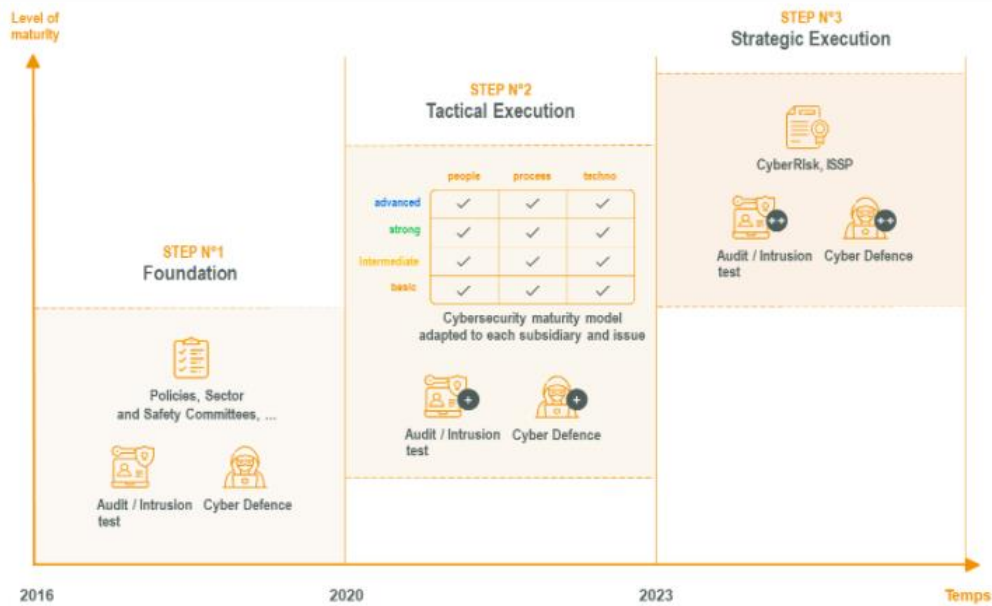 Level of
maturity
STEP N°1
Foundation
Policies, Sector
and Safety Committees, ...
Audit / Intrusion
test
Cyber Defence
STEP N°2
Tactical Execution
people process techno
advanced
strong
Intermediate
basic
Cybersecurity maturity model
adapted to each subsidiary and issue
+
+
Audit / Intrusion
test
Cyber Defence
STEP N°3
Strategic Execution
CyberRisk, ISSP
++
++
Audit / Intrusion
test
Cyber Defence
2016 2020 2023 Temps